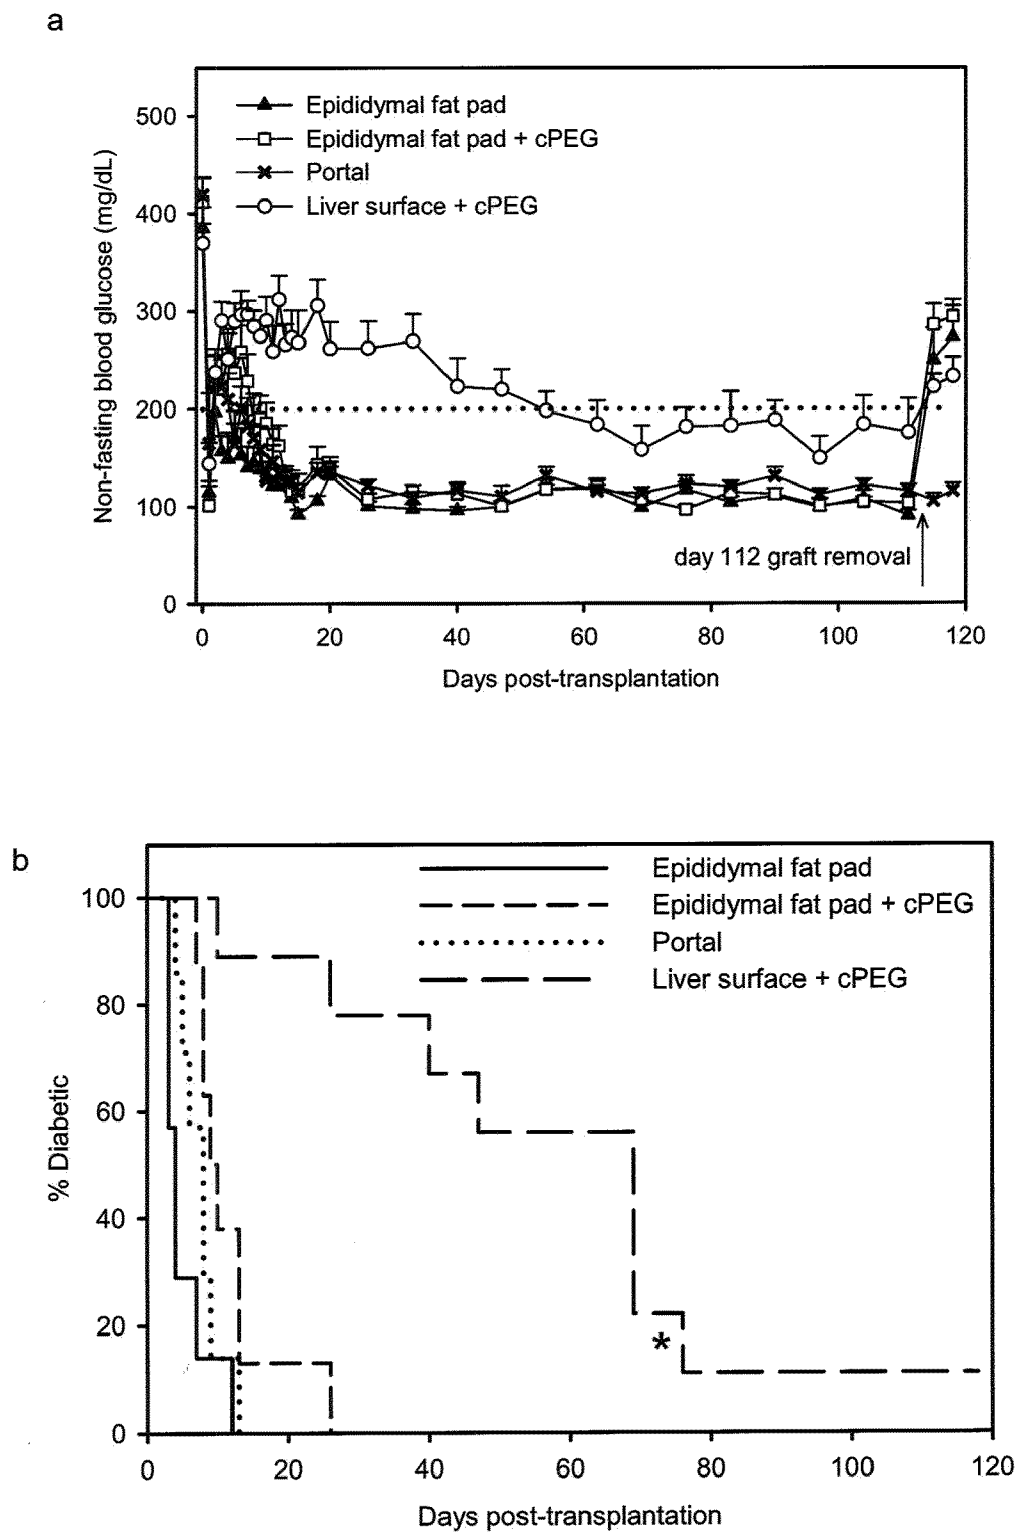 a
Non-fasting blood glucose (mg/dL)
500
400
300
200
100
0
Epididymal fat pad
Epididymal fat pad + cPEG
Portal
Liver surface + cPEG
day 112 graft removal
0 20 40 60 80 100 120
Days post-transplantation
b
% Diabetic
100
80
60
40
20
0
Epididymal fat pad
Epididymal fat pad + cPEG
Portal
Liver surface + cPEG
*
0 20 40 60 80 100 120
Days post-transplantation